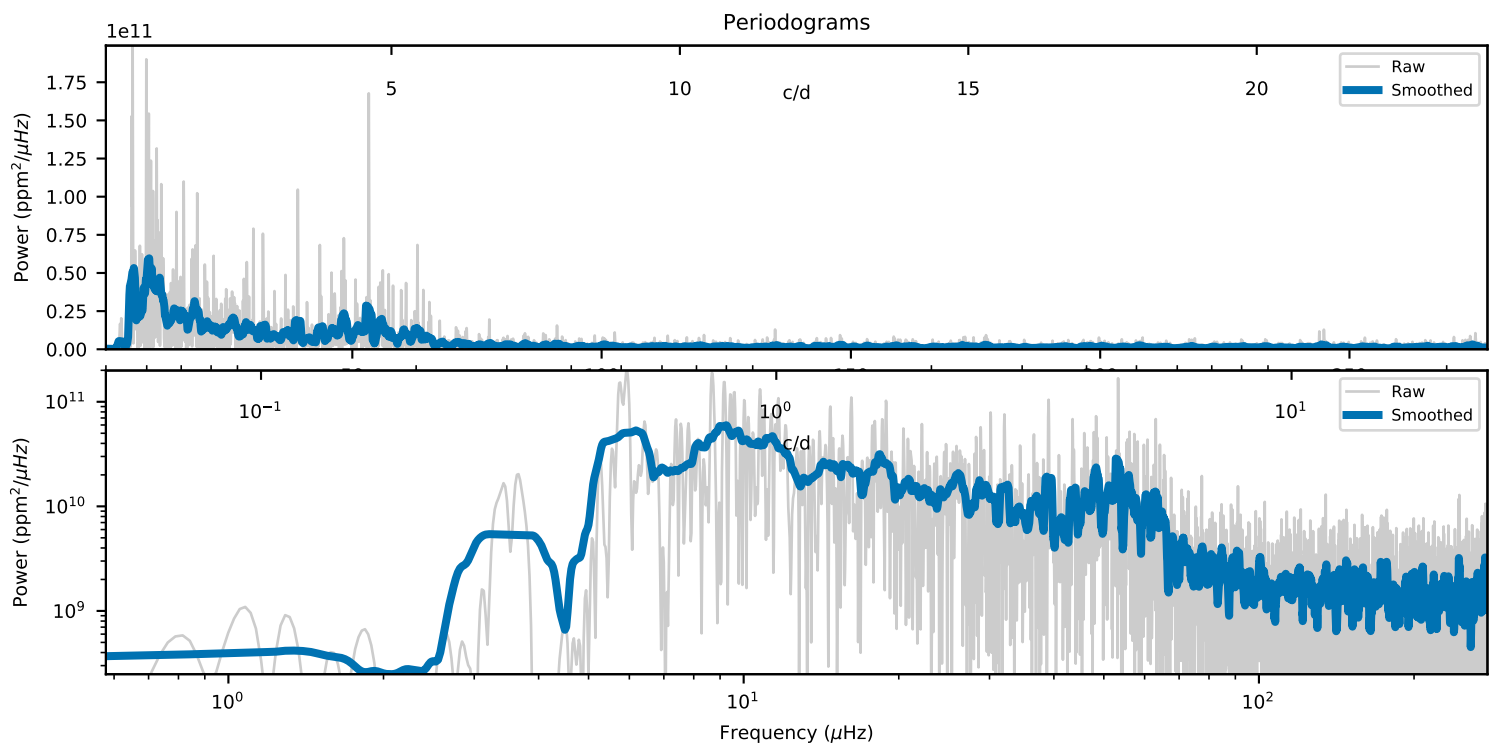 Periodograms
1e11
Power (ppm²/μHz)
1.75
1.50
1.25
1.00
0.75
0.50
0.25
0.00
5
10
15
20
c/d
Raw
Smoothed
Power (ppm²/μHz)
10¹¹
10¹⁰
10⁹
10⁻¹
10⁰
10¹
c/d
Raw
Smoothed
10⁰
10¹
10²
Frequency (μHz)